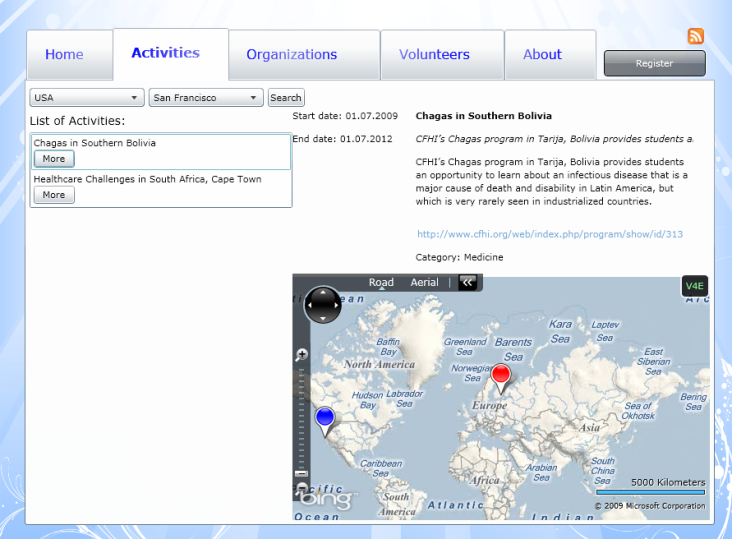 Home
Activities
Organizations
Volunteers
About
Register
USA
San Francisco
Search
List of Activities:
Chagas in Southern Bolivia
More
Healthcare Challenges in South Africa, Cape Town
More
Start date: 01.07.2009
Chagas in Southern Bolivia
End date: 01.07.2012
CFHI's Chagas program in Tarija, Bolivia provides students a
CFHI's Chagas program in Tarija, Bolivia provides students
an opportunity to learn about an infectious disease that is a
major cause of death and disability in Latin America, but
which is very rarely seen in industrialized countries.
http://www.cfhi.org/web/index.php/program/show/id/313
Category: Medicine
Road
Aerial
|
V4E
Kara
Sea
Laptev
Sea
Baffin
Bay
Greenland
Sea
Barents
Sea
East
Siberian
Sea
North America
Norwegian
Sea
Hudson
Bay
Labrador
Sea
Europe
Sea of
Okhotsk
Bering
Sea
Asia
Caribbean
Sea
Africa
Arabian
Sea
South
China
Sea
5000 Kilometers
bing
South
America
Atlantic
© 2009 Microsoft Corporation
Ocean
Indian